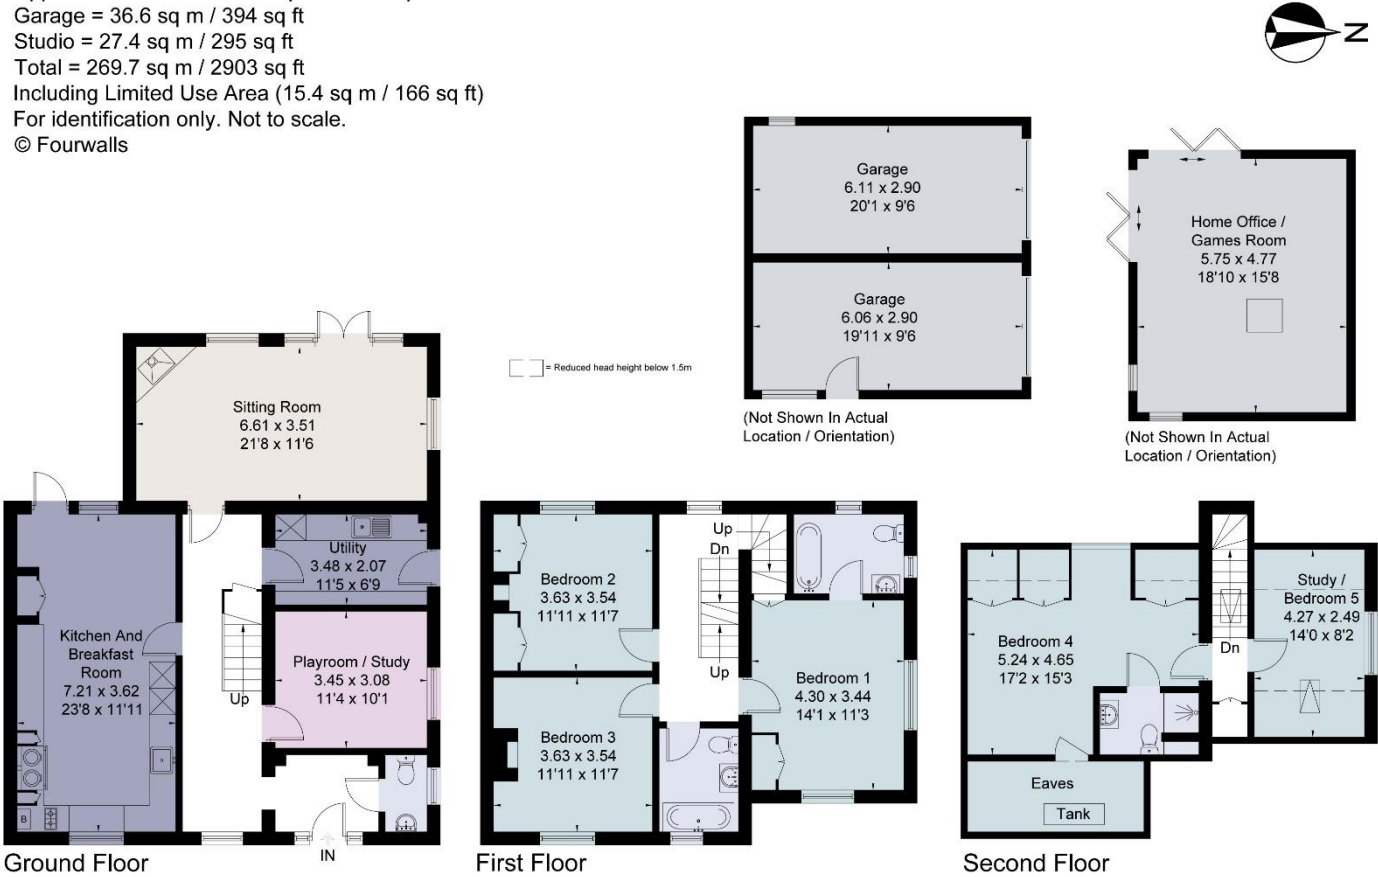 Garage = 36.6 sq m / 394 sq ft
Studio = 27.4 sq m / 295 sq ft
Total = 269.7 sq m / 2903 sq ft
Including Limited Use Area (15.4 sq m / 166 sq ft)
For identification only. Not to scale.
© Fourwalls
N
Garage
6.11 x 2.90
20'1 x 9'6
Garage
6.06 x 2.90
19'11 x 9'6
(Not Shown In Actual
Location / Orientation)
Home Office /
Games Room
5.75 x 4.77
18'10 x 15'8
(Not Shown In Actual
Location / Orientation)
= Reduced head height below 1.5m
Sitting Room
6.61 x 3.51
21'8 x 11'6
Utility
3.48 x 2.07
11'5 x 6'9
Kitchen And
Breakfast
Room
7.21 x 3.62
23'8 x 11'11
Up
Playroom / Study
3.45 x 3.08
11'4 x 10'1
B
IN
Ground Floor
Up
Dn
Bedroom 2
3.63 x 3.54
11'11 x 11'7
Up
Bedroom 1
4.30 x 3.44
14'1 x 11'3
Bedroom 3
3.63 x 3.54
11'11 x 11'7
First Floor
Study /
Bedroom 5
4.27 x 2.49
14'0 x 8'2
Bedroom 4
5.24 x 4.65
17'2 x 15'3
Dn
Eaves
Tank
Second Floor